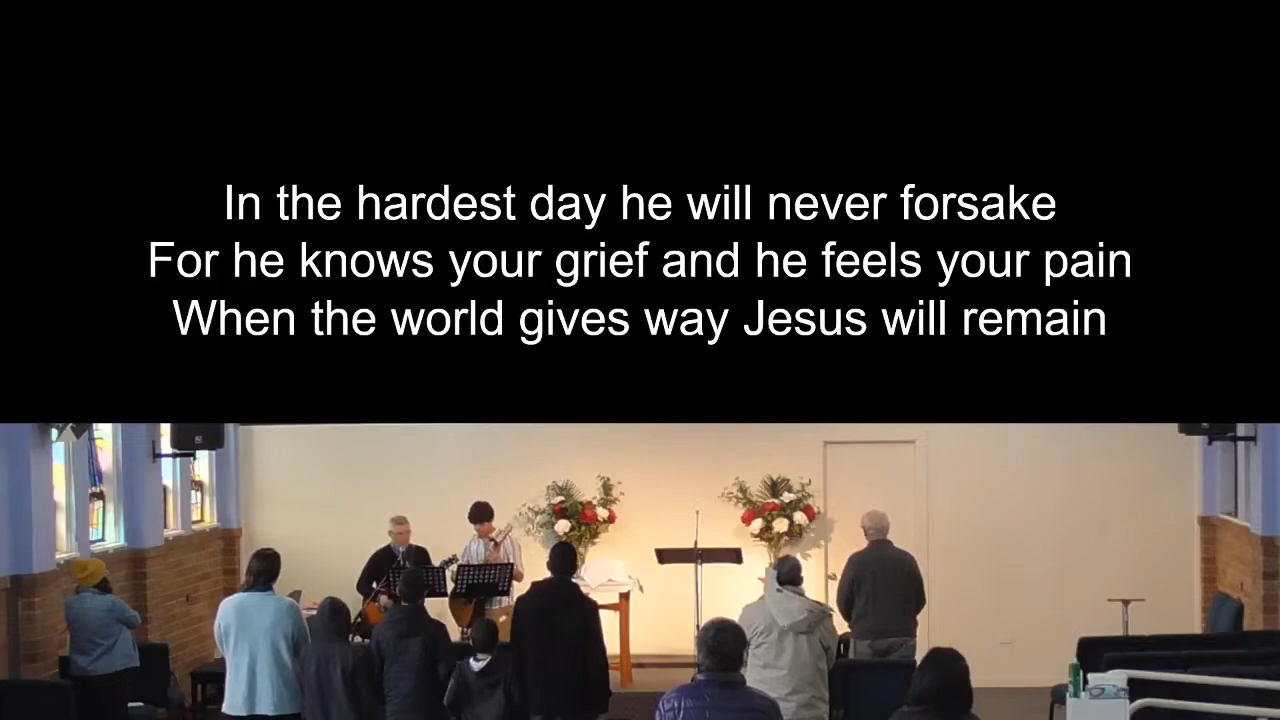 In the hardest day he will never forsake
For he knows your grief and he feels your pain
When the world gives way Jesus will remain